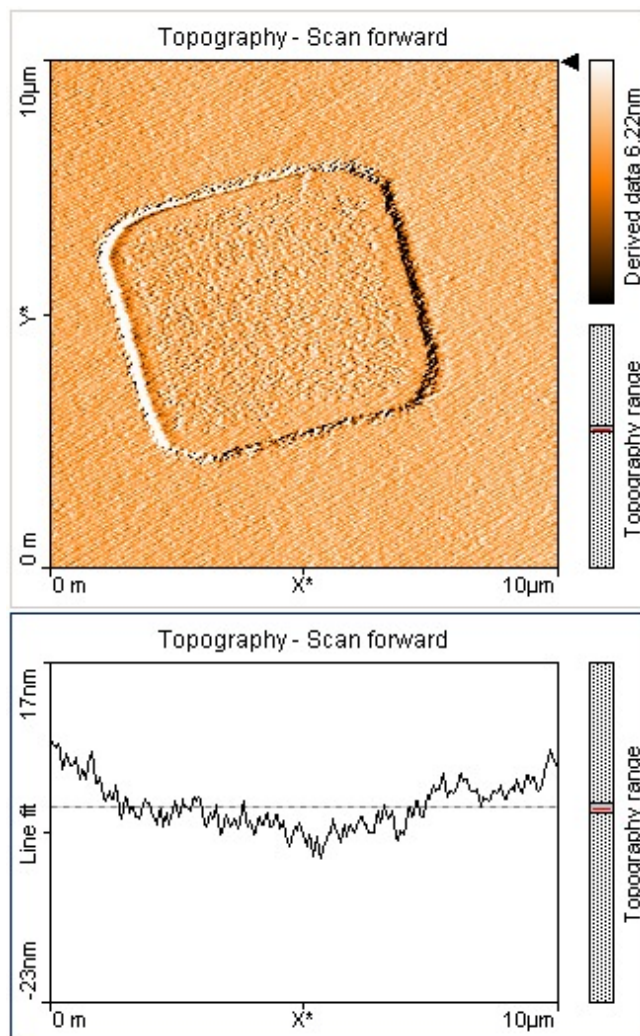 Topography - Scan forward
10µm
Y*
0 m
0 m
X*
10µm
Derived data 6.22nm
Topography range
Topography - Scan forward
17nm
Line fit
-23nm
0 m
X*
10µm
Topography range